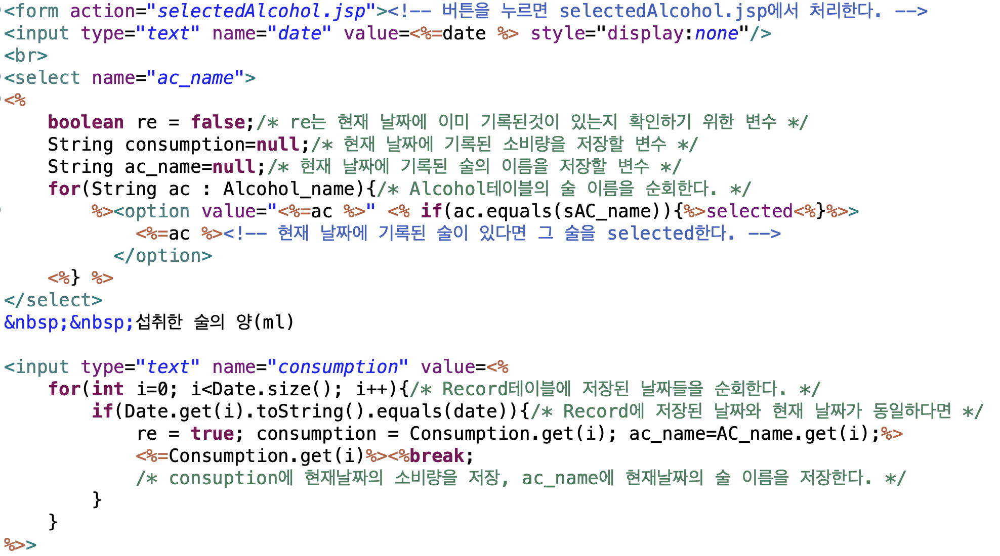 <form action="selectedAlcohol.jsp"><!-- 버튼을 누르면 selectedAlcohol.jsp에서 처리한다. -->
<input type="text" name="date" value=<%=date %> style="display:none"/>
<br>
<select name="ac_name">
<%
    boolean re = false;/* re는 현재 날짜에 이미 기록된것이 있는지 확인하기 위한 변수 */
    String consumption=null;/* 현재 날짜에 기록된 소비량을 저장할 변수 */
    String ac_name=null;/* 현재 날짜에 기록된 술의 이름을 저장할 변수 */
    for(String ac : Alcohol_name){/* Alcohol테이블의 술 이름을 순회한다. */
        %><option value="<%=ac %>" <% if(ac.equals(sAC_name)){%>selected<%}%>>
            <%=ac %><!-- 현재 날짜에 기록된 술이 있다면 그 술을 selected한다. -->
          </option>
    <%} %>
</select>
&nbsp;&nbsp;섭취한 술의 양(ml)

<input type="text" name="consumption" value=<%
    for(int i=0; i<Date.size(); i++){/* Record테이블에 저장된 날짜들을 순회한다. */
        if(Date.get(i).toString().equals(date)){/* Record에 저장된 날짜와 현재 날짜가 동일하다면 */
            re = true; consumption = Consumption.get(i); ac_name=AC_name.get(i);%>
            <%=Consumption.get(i)%><%break;
            /* consuption에 현재날짜의 소비량을 저장, ac_name에 현재날짜의 술 이름을 저장한다. */
        }
    }
%>>